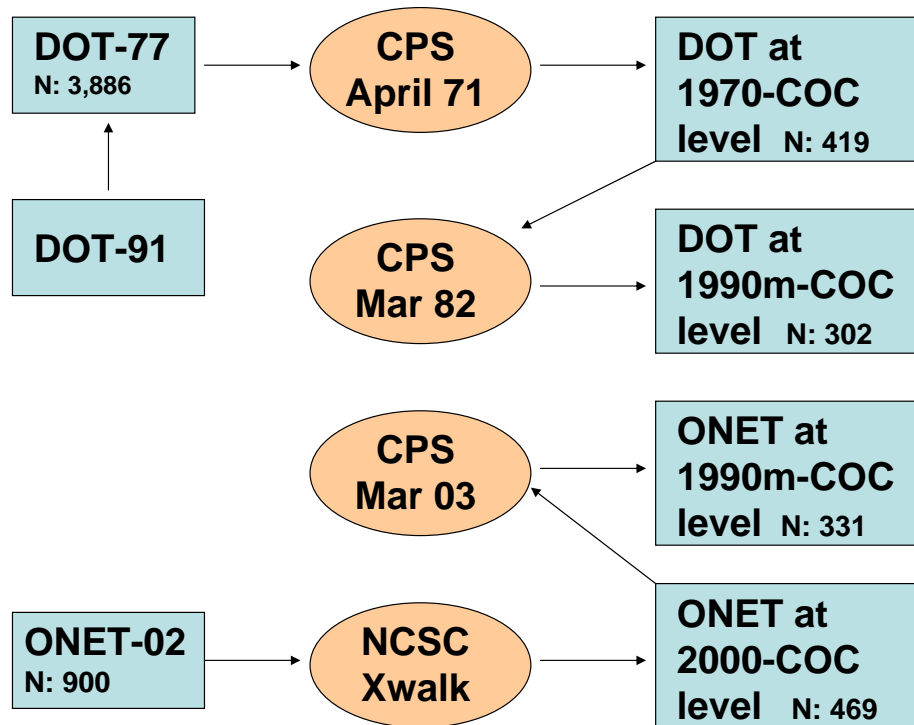 DOT-77
N: 3,886
CPS
April 71
DOT at
1970-COC
level N: 419
DOT-91
CPS
Mar 82
DOT at
1990m-COC
level N: 302
CPS
Mar 03
ONET at
1990m-COC
level N: 331
ONET-02
N: 900
NCSC
Xwalk
ONET at
2000-COC
level N: 469